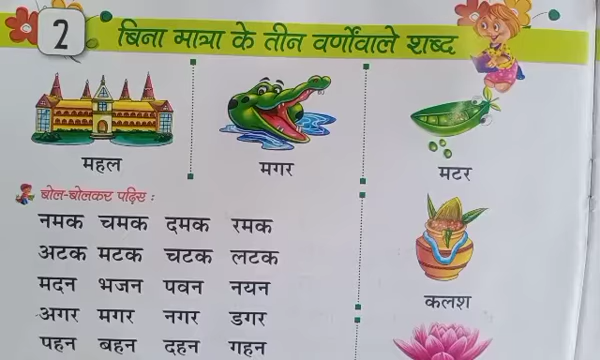 2
बिना मात्रा के तीन वर्णोंवाले शब्द
महल
मगर
मटर
बोल-बोलकर पढ़िए :
नमक चमक दमक रमक
अटक मटक चटक लटक
मदन भजन पवन नयन
कलश
अगर मगर नगर डगर
पहन बहन दहन गहन